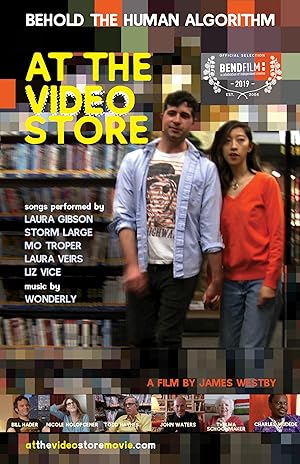 BEHOLD THE HUMAN ALGORITHM
AT THE
VIDEO
STORE
OFFICIAL SELECTION
BENDFILM
2019
EST. 2004
songs performed by
LAURA GIBSON
STORM LARGE
MO TROPER
LAURA VEIRS
LIZ VICE
music by
WONDERLY
A FILM BY JAMES WESTBY
BILL HADER
NICOLE HOLOFCENER
TODD HAYNES
JOHN WATERS
THELMA SCHOONMAKER
CHARLES MUDEDE
atthevideostoremovie.com